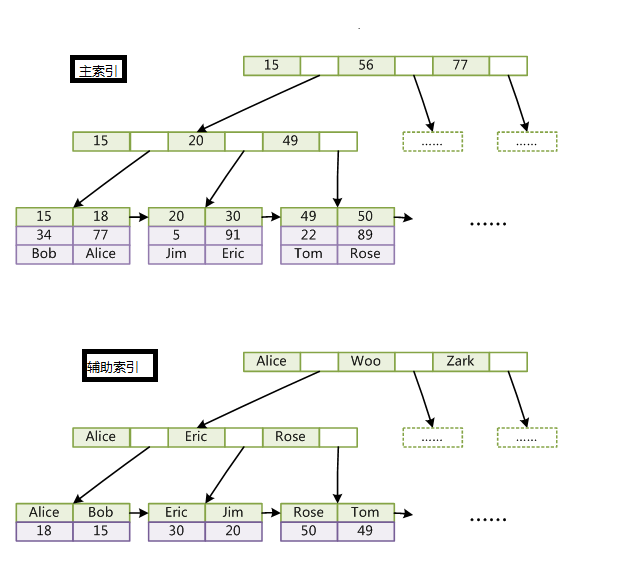 主索引
15 56 77
15 20 49
...... ......
15 18 20 30 49 50
34 77 5 91 22 89
Bob Alice Jim Eric Tom Rose
......
辅助索引
Alice Woo Zark
Alice Eric Rose
...... ......
Alice Bob Eric Jim Rose Tom
18 15 30 20 50 49
......